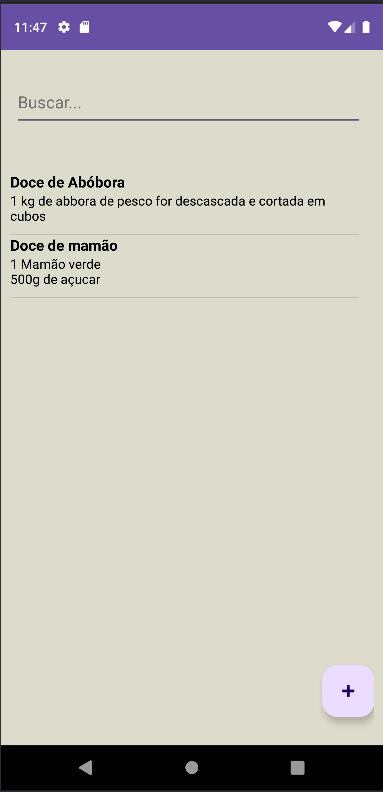 11:47
Buscar...
Doce de Abóbora
1 kg de abbora de pesco for descascada e cortada em
cubos
Doce de mamão
1 Mamão verde
500g de açucar
+